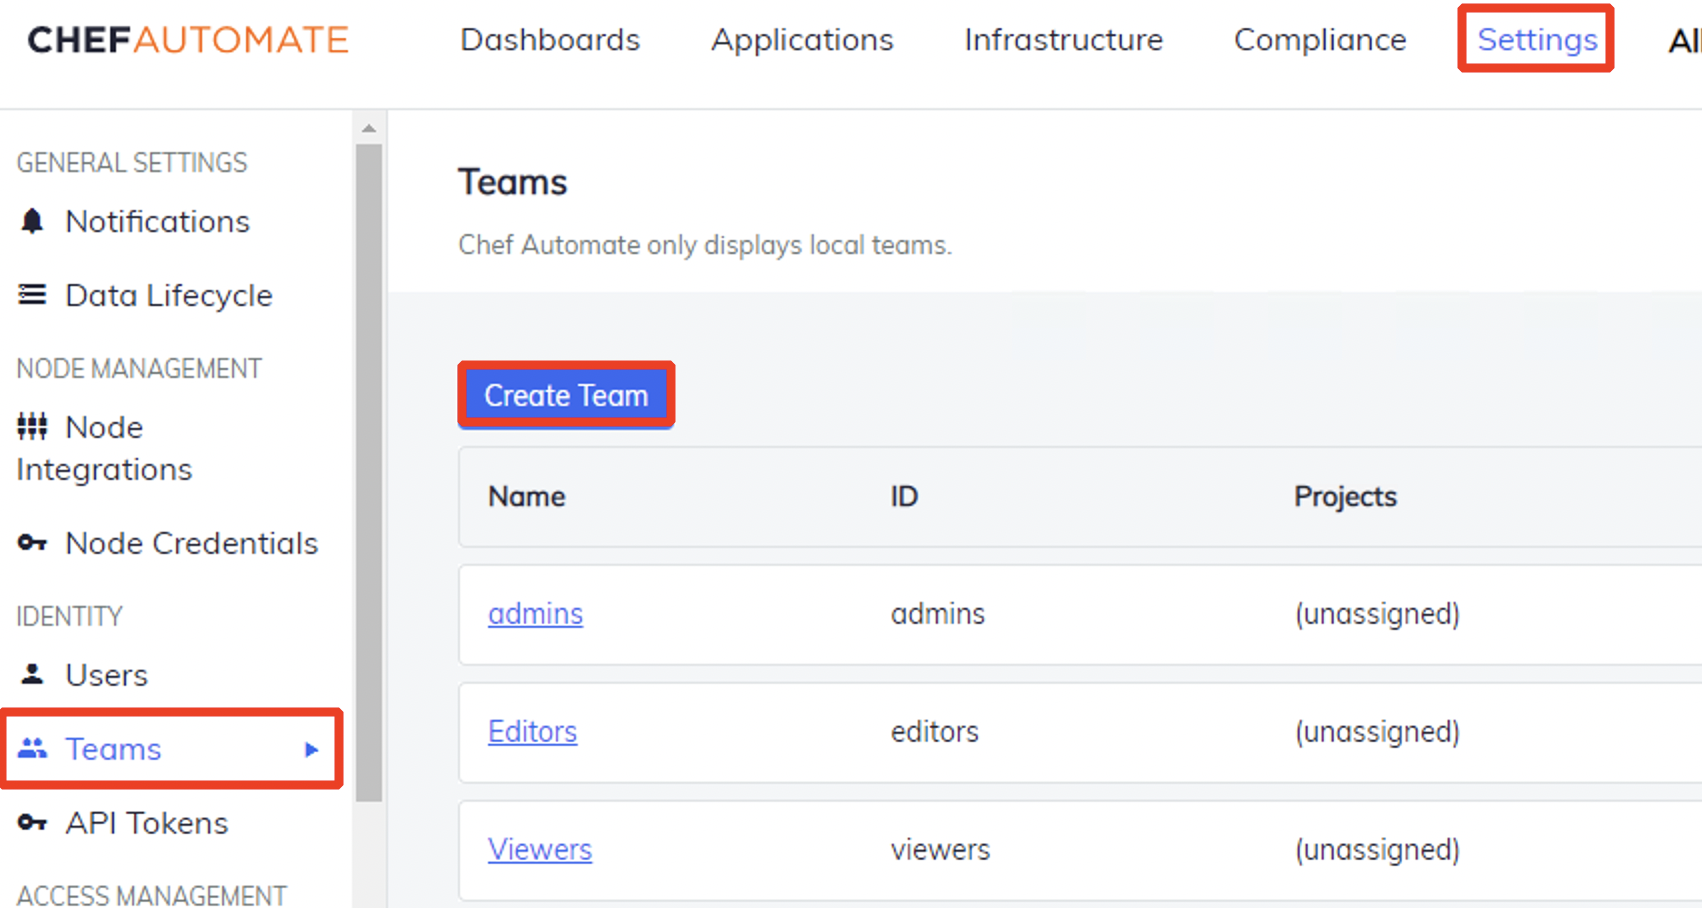 CHEFAUTOMATE Dashboards Applications Infrastructure Compliance Settings All
GENERAL SETTINGS
Notifications
Data Lifecycle
NODE MANAGEMENT
Node
Integrations
Node Credentials
IDENTITY
Users
Teams
API Tokens
ACCESS MANAGEMENT
Teams
Chef Automate only displays local teams.
Create Team
Name ID Projects
admins admins (unassigned)
Editors editors (unassigned)
Viewers viewers (unassigned)